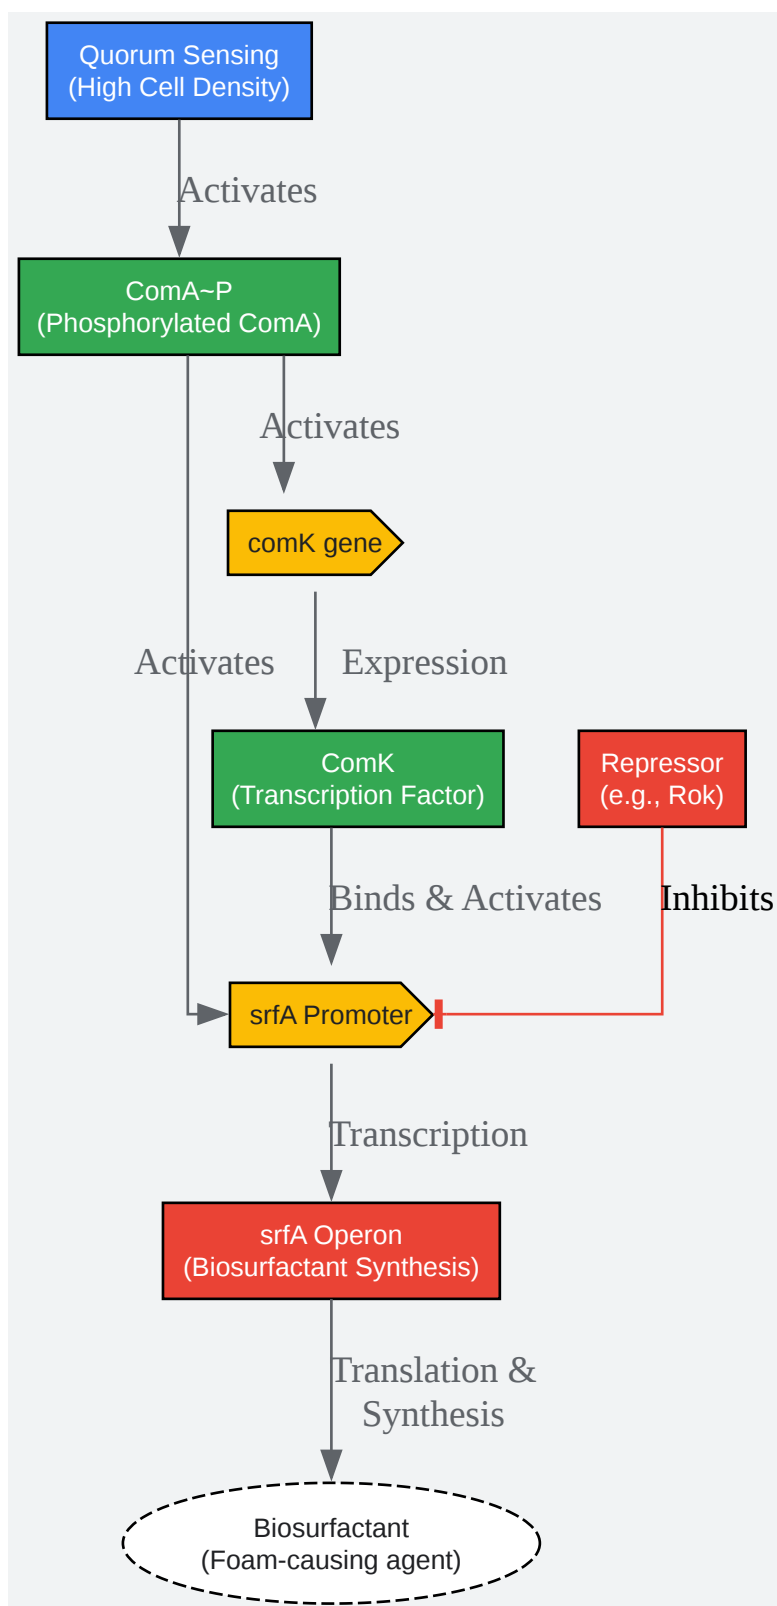 Quorum Sensing
(High Cell Density)
Activates
ComA~P
(Phosphorylated ComA)
Activates
comK gene
Activates
Expression
ComK
(Transcription Factor)
Repressor
(e.g., Rok)
Binds & Activates
Inhibits
srfA Promoter
Transcription
srfA Operon
(Biosurfactant Synthesis)
Translation &
Synthesis
Biosurfactant
(Foam-causing agent)